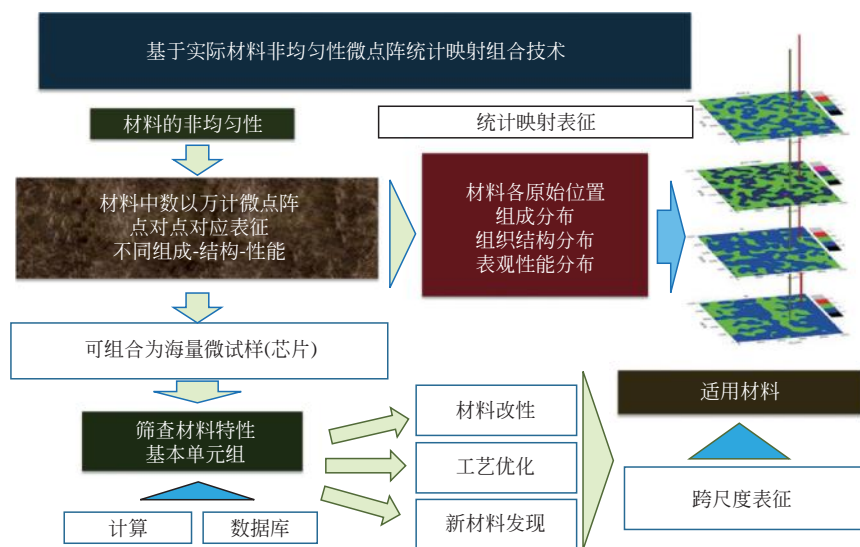 基于实际材料非均匀性微点阵统计映射组合技术
材料的非均匀性
统计映射表征
材料中数以万计微点阵
点对点对应表征
不同组成-结构-性能
材料各原始位置
组成分布
组织结构分布
表观性能分布
可组合为海量微试样(芯片)
筛查材料特性
基本单元组
计算
数据库
材料改性
工艺优化
新材料发现
适用材料
跨尺度表征